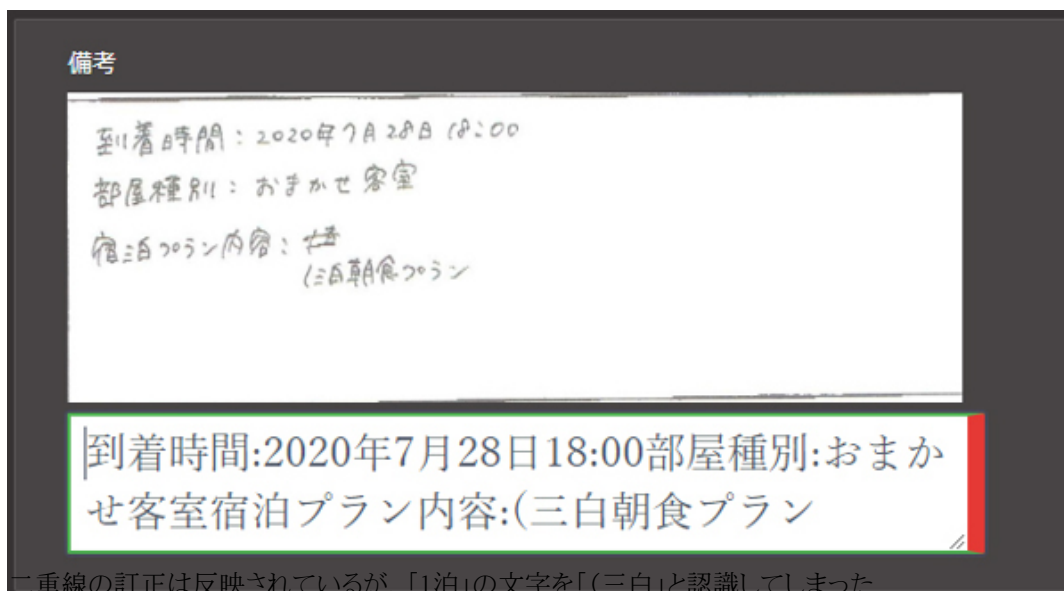 備考
到着時間：2020年7月28日 18:00
部屋種別：おまかせ客室
宿泊プラン内容：
1泊朝食プラン
到着時間:2020年7月28日18:00部屋種別:おまか
せ客室宿泊プラン内容:(三白朝食プラン
二重線の訂正は反映されているが、「1泊」の文字を「(三白」と認識してしまった